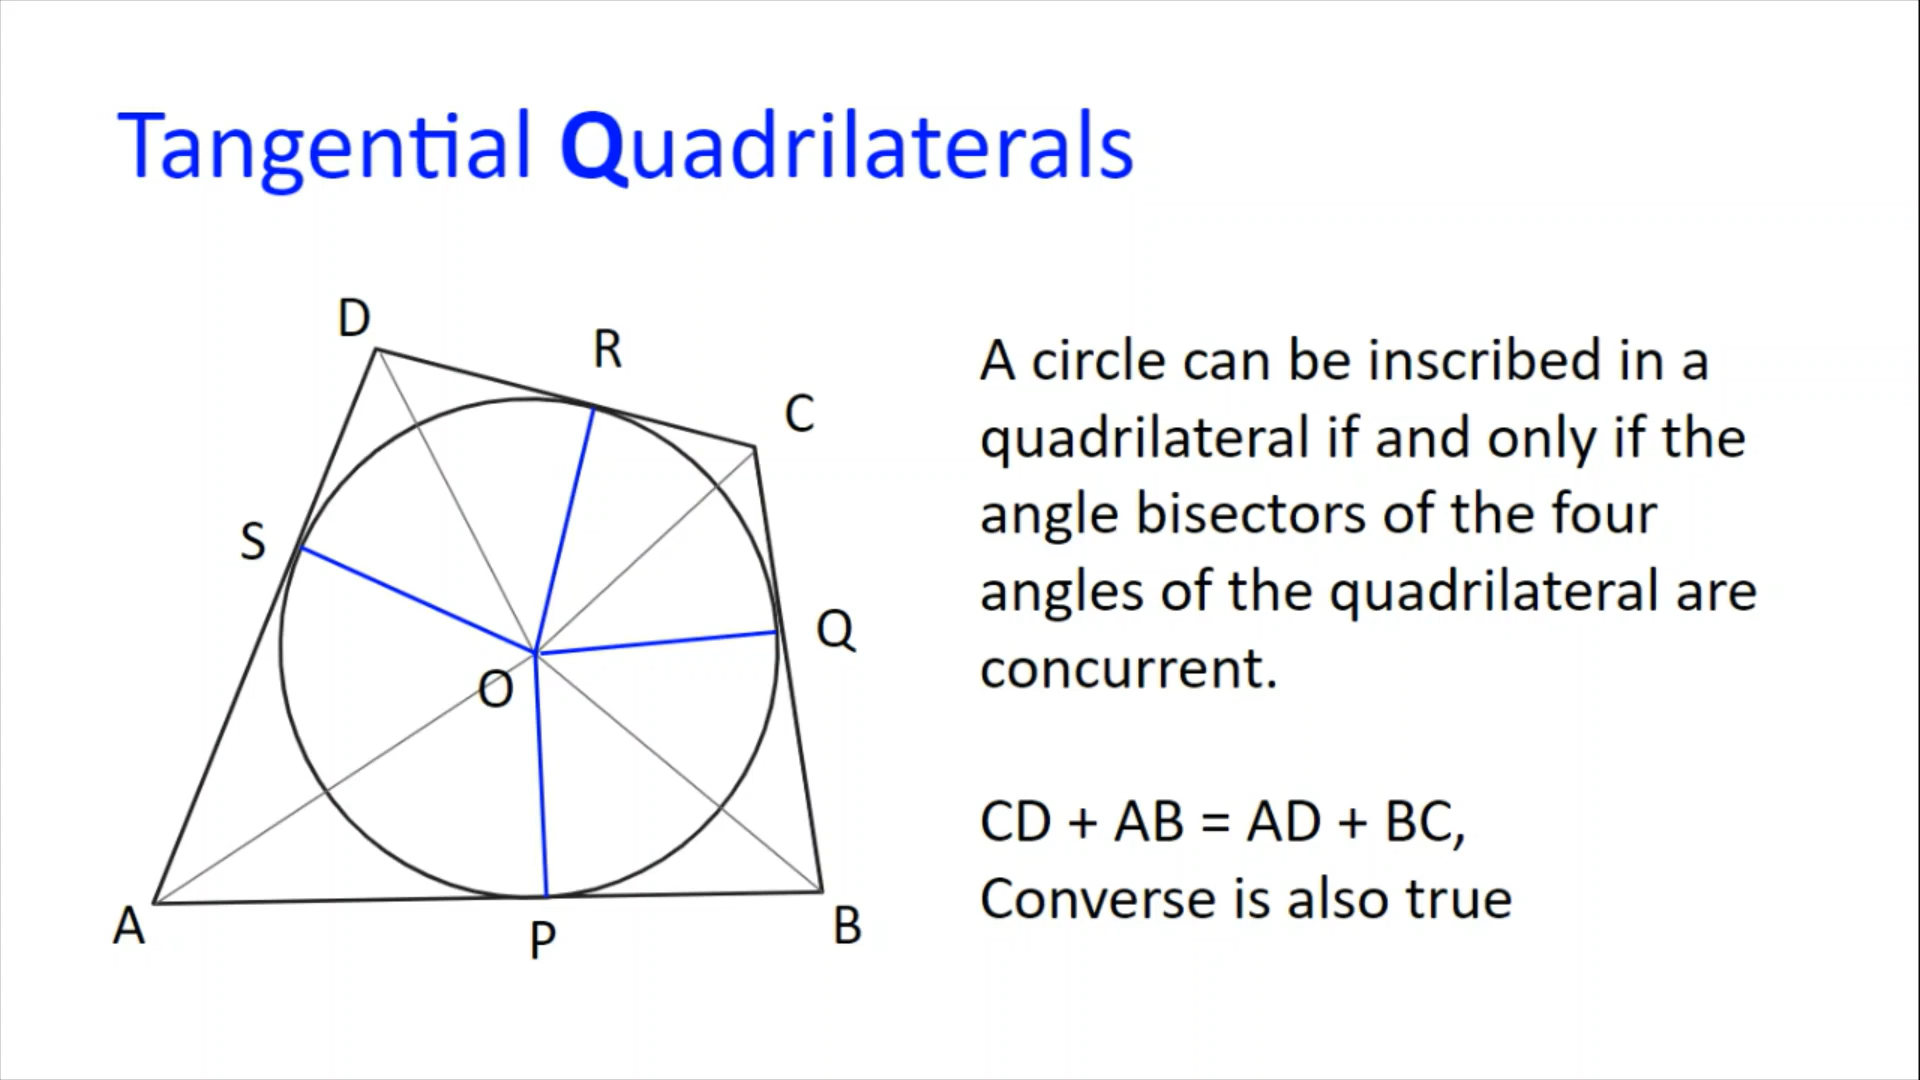 Tangential Quadrilaterals
D
R
C
S
Q
O
A
P
B
A circle can be inscribed in a
quadrilateral if and only if the
angle bisectors of the four
angles of the quadrilateral are
concurrent.
CD + AB = AD + BC,
Converse is also true